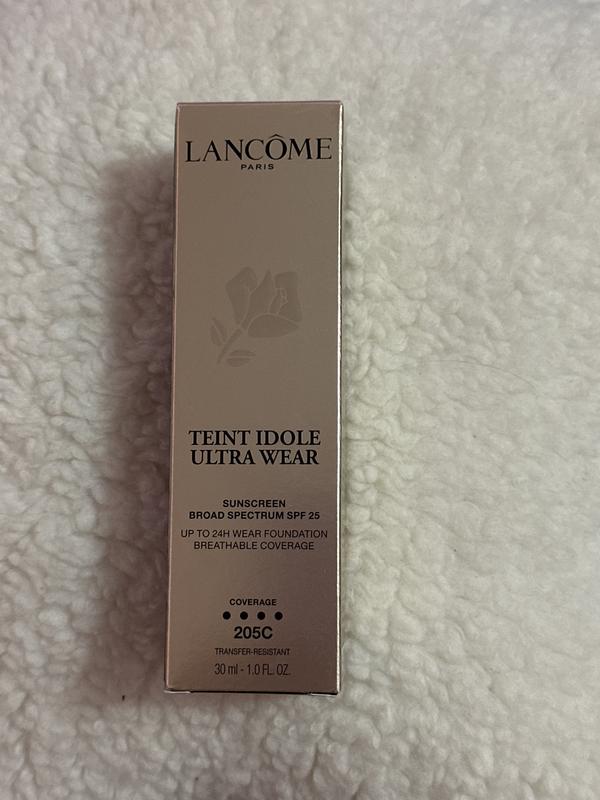 LANCÔME
PARIS
TEINT IDOLE
ULTRA WEAR
SUNSCREEN
BROAD SPECTRUM SPF 25
UP TO 24H WEAR FOUNDATION
BREATHABLE COVERAGE
COVERAGE
● ● ● ●
205C
TRANSFER-RESISTANT
30 ml - 1.0 FL. OZ.